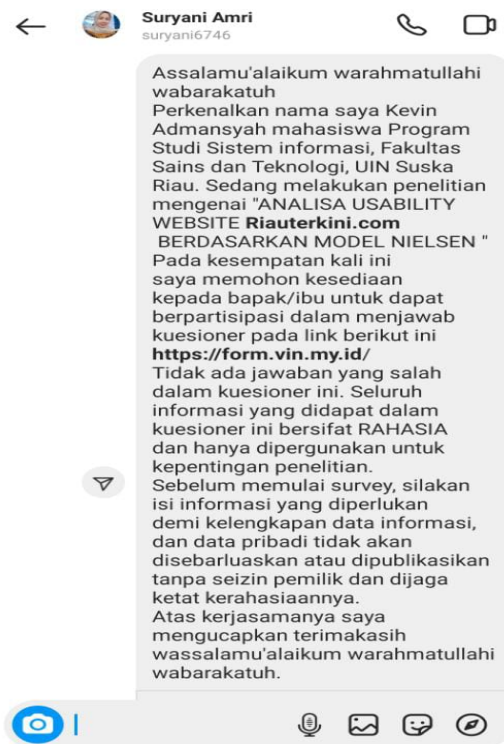 Suryani Amri
suryani6746
Assalamu'alaikum warahmatullahi
wabarakatuh
Perkenalkan nama saya Kevin
Admansyah mahasiswa Program
Studi Sistem informasi, Fakultas
Sains dan Teknologi, UIN Suska
Riau. Sedang melakukan penelitian
mengenai "ANALISA USABILITY
WEBSITE Riauterkini.com
BERDASARKAN MODEL NIELSEN "
Pada kesempatan kali ini
saya memohon kesediaan
kepada bapak/ibu untuk dapat
berpartisipasi dalam menjawab
kuesioner pada link berikut ini
https://form.vin.my.id/
Tidak ada jawaban yang salah
dalam kuesioner ini. Seluruh
informasi yang didapat dalam
kuesioner ini bersifat RAHASIA
dan hanya dipergunakan untuk
kepentingan penelitian.
Sebelum memulai survey, silakan
isi informasi yang diperlukan
demi kelengkapan data informasi,
dan data pribadi tidak akan
disebarluaskan atau dipublikasikan
tanpa seizin pemilik dan dijaga
ketat kerahasiaannya.
Atas kerjasamanya saya
mengucapkan terimakasih
wassalamu'alaikum warahmatullahi
wabarakatuh.